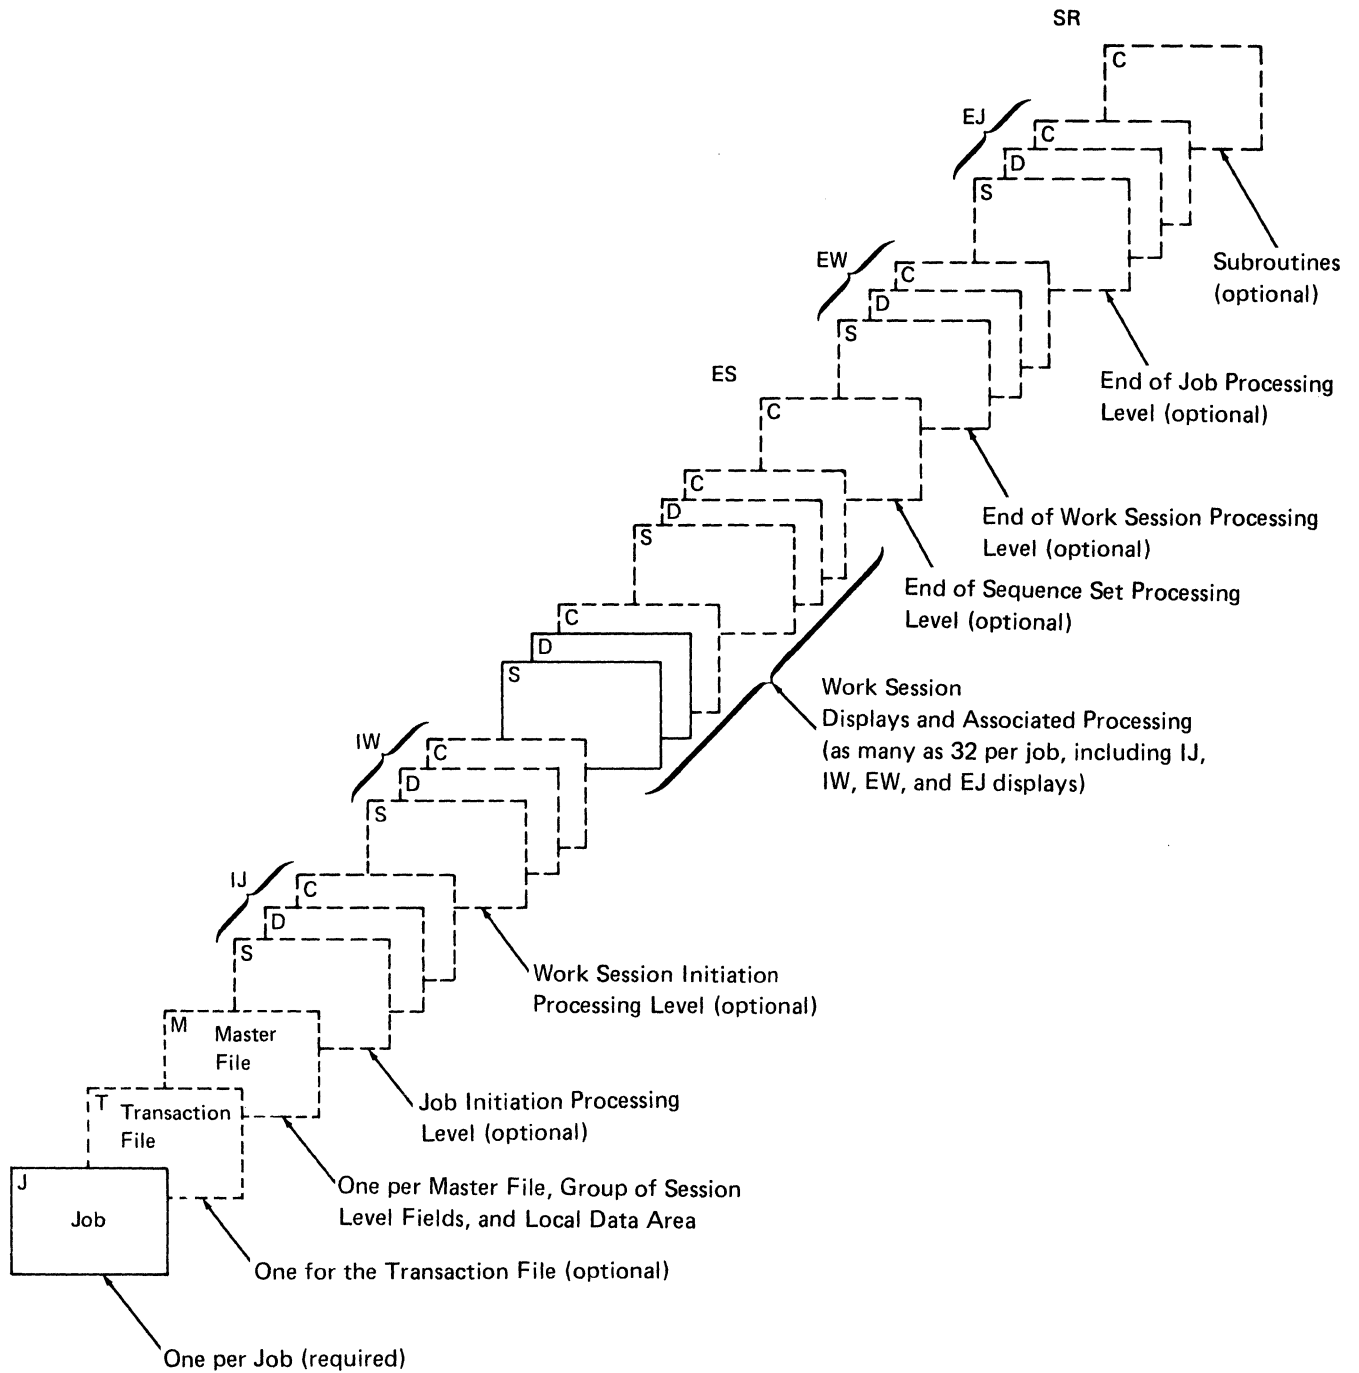 SR
C
EJ
C
D
S
Subroutines
(optional)
EW
C
D
S
End of Job Processing
Level (optional)
ES
C
End of Work Session Processing
Level (optional)
C
D
S
End of Sequence Set Processing
Level (optional)
C
D
S
Work Session
Displays and Associated Processing
(as many as 32 per job, including IJ,
IW, EW, and EJ displays)
IW
C
D
S
Work Session Initiation
Processing Level (optional)
IJ
C
D
S
Job Initiation Processing
Level (optional)
M
Master
File
One per Master File, Group of Session
Level Fields, and Local Data Area
T
Transaction
File
One for the Transaction File (optional)
J
Job
One per Job (required)